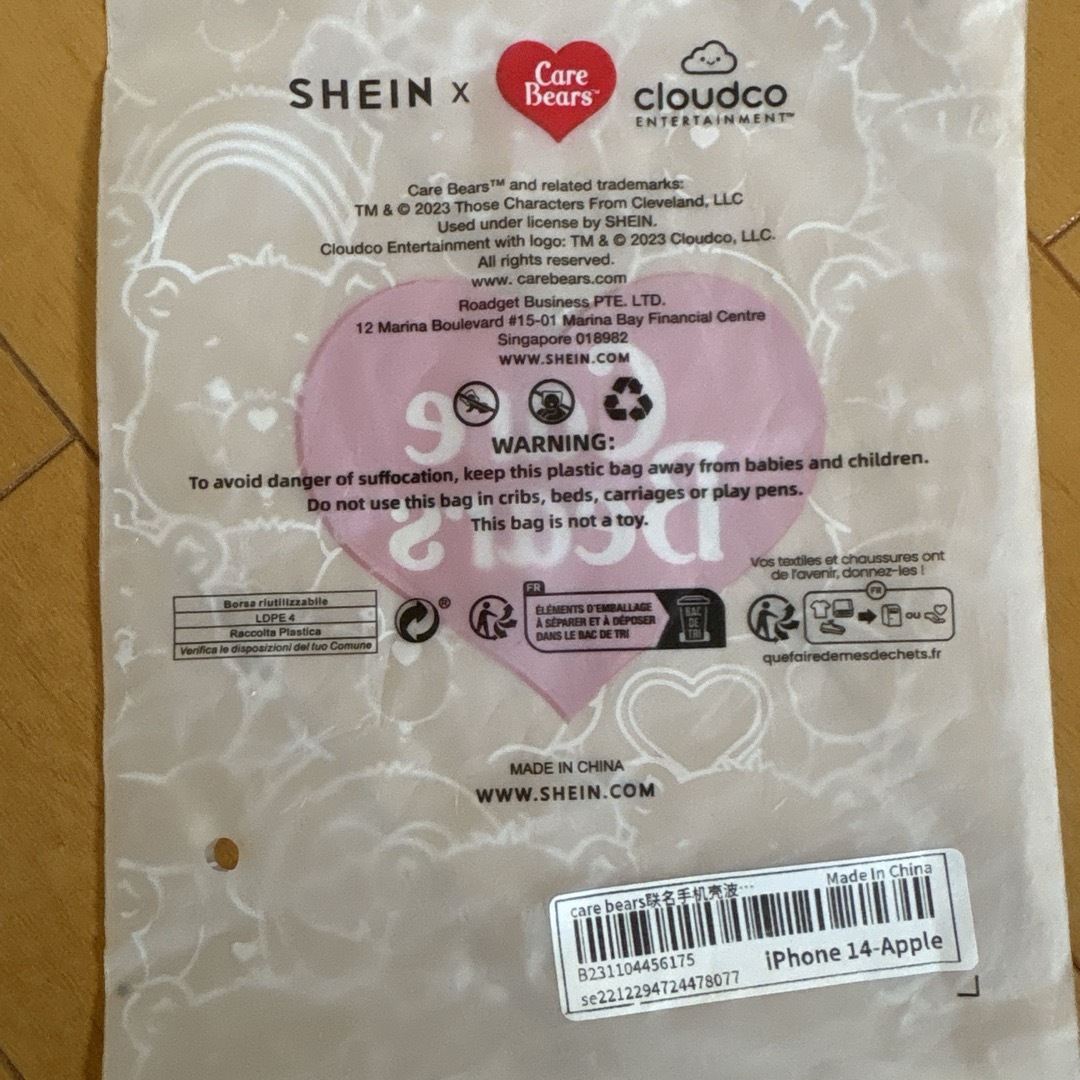 SHEIN X Care Bears™ cloudco
ENTERTAINMENT™
Care Bears™ and related trademarks:
TM & © 2023 Those Characters From Cleveland, LLC
Used under license by SHEIN.
Cloudco Entertainment with logo: TM & © 2023 Cloudco, LLC.
All rights reserved.
www. carebears.com
Roadget Business PTE. LTD.
12 Marina Boulevard #15-01 Marina Bay Financial Centre
Singapore 018982
WWW.SHEIN.COM
Care
Bears
WARNING:
To avoid danger of suffocation, keep this plastic bag away from babies and children.
Do not use this bag in cribs, beds, carriages or play pens.
This bag is not a toy.
Vos textiles et chaussures ont
de l'avenir, donnez-les !
Borsa riutilizzabile
LDPE 4
Raccolta Plastica
Verifica le disposizioni del tuo Comune
®
FR
ÉLÉMENTS D'EMBALLAGE
À SÉPARER ET À DÉPOSER
DANS LE BAC DE TRI
BAC
DE
TRI
FR
OU
quefairedemesdechets.fr
MADE IN CHINA
WWW.SHEIN.COM
Made In China
care bears联名手机壳波…
B231104456175
iPhone 14-Apple
se2212294724478077